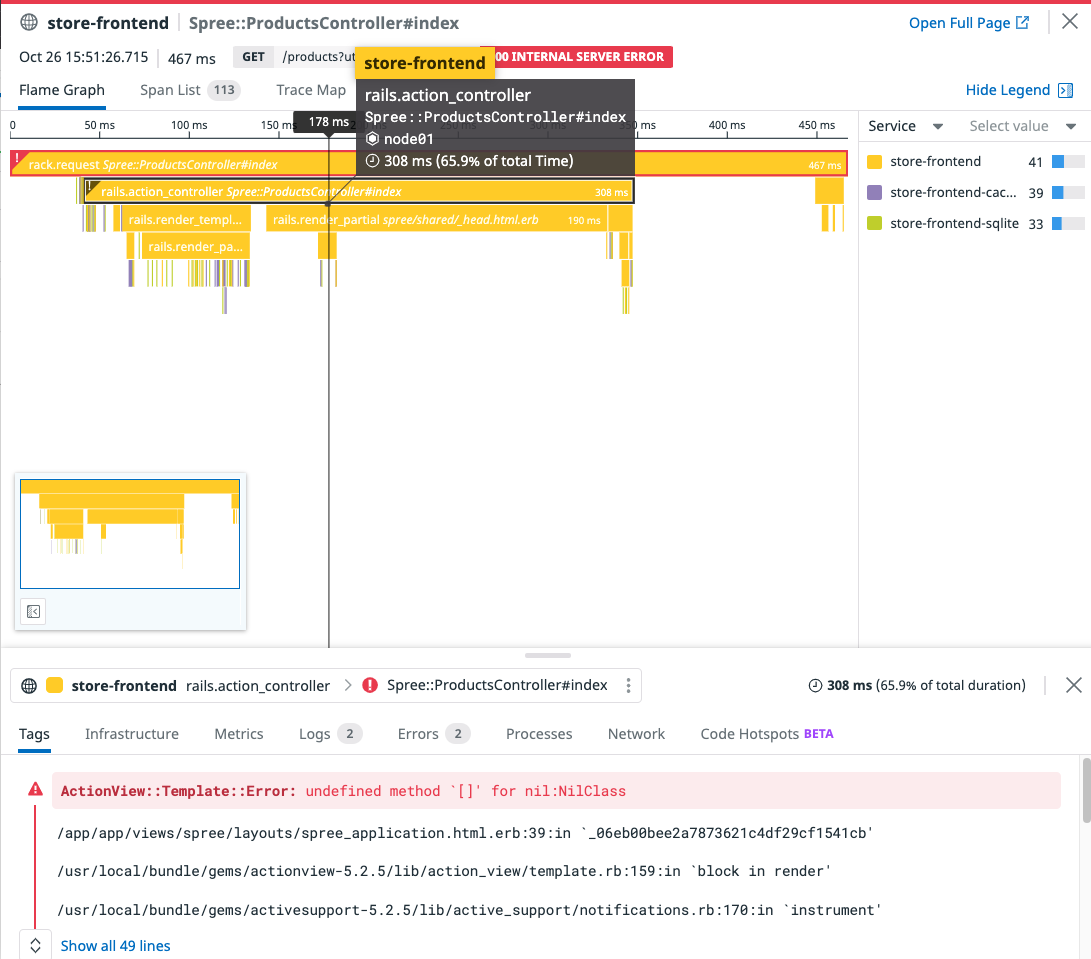 store-frontend Spree::ProductsController#index Open Full Page
Oct 26 15:51:26.715 467 ms GET /products?ut 00 INTERNAL SERVER ERROR
store-frontend
Flame Graph Span List 113 Trace Map Hide Legend
rails.action_controller
Spree::ProductsController#index
node01
308 ms (65.9% of total Time)
0 50 ms 100 ms 150 ms 178 ms 400 ms 450 ms
Service Select value
rack.request Spree::ProductsController#index 467 ms
store-frontend 41
rails.action_controller Spree::ProductsController#index 308 ms
store-frontend-cac... 39
rails.render_templ... rails.render_partial spree/shared/_head.html.erb 190 ms
store-frontend-sqlite 33
rails.render_pa...
store-frontend rails.action_controller Spree::ProductsController#index 308 ms (65.9% of total duration)
Tags Infrastructure Metrics Logs 2 Errors 2 Processes Network Code Hotspots BETA
ActionView::Template::Error: undefined method `[]' for nil:NilClass
/app/app/views/spree/layouts/spree_application.html.erb:39:in `_06eb00bee2a7873621c4df29cf1541cb'
/usr/local/bundle/gems/actionview-5.2.5/lib/action_view/template.rb:159:in `block in render'
/usr/local/bundle/gems/activesupport-5.2.5/lib/active_support/notifications.rb:170:in `instrument'
Show all 49 lines